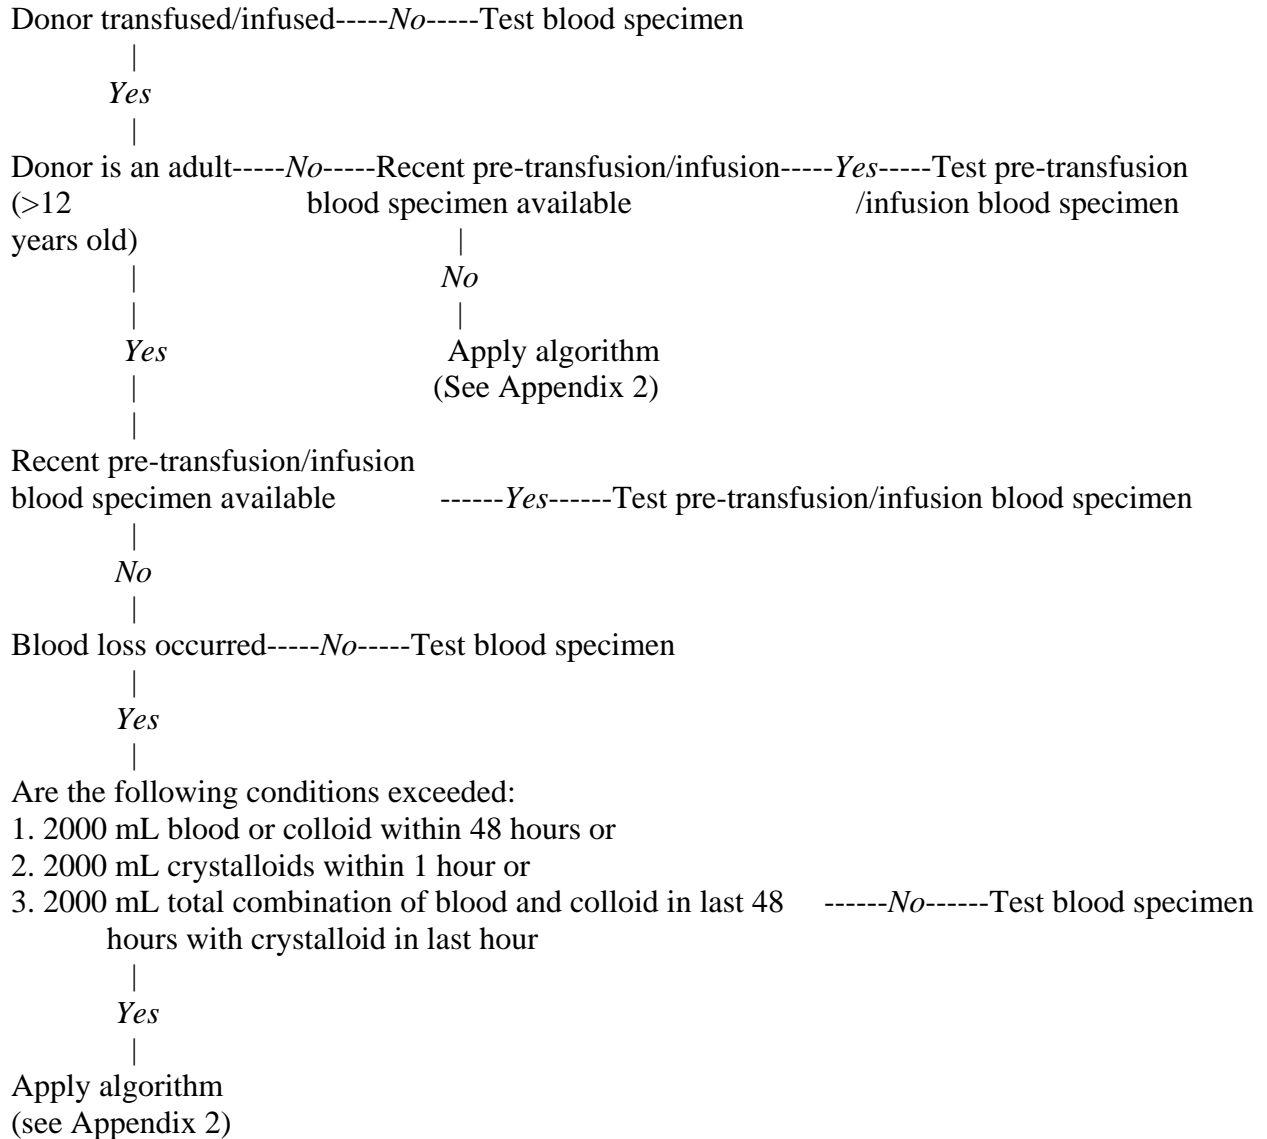 Donor transfused/infused-----No-----Test blood specimen
|
Yes
|
Donor is an adult-----No-----Recent pre-transfusion/infusion-----Yes-----Test pre-transfusion
(>12 blood specimen available /infusion blood specimen
years old) |
| No
| |
Yes Apply algorithm
| (See Appendix 2)
|
Recent pre-transfusion/infusion
blood specimen available ------Yes------Test pre-transfusion/infusion blood specimen
|
No
|
Blood loss occurred-----No-----Test blood specimen
|
Yes
|
Are the following conditions exceeded:
1. 2000 mL blood or colloid within 48 hours or
2. 2000 mL crystalloids within 1 hour or
3. 2000 mL total combination of blood and colloid in last 48 ------No------Test blood specimen
hours with crystalloid in last hour
|
Yes
|
Apply algorithm
(see Appendix 2)